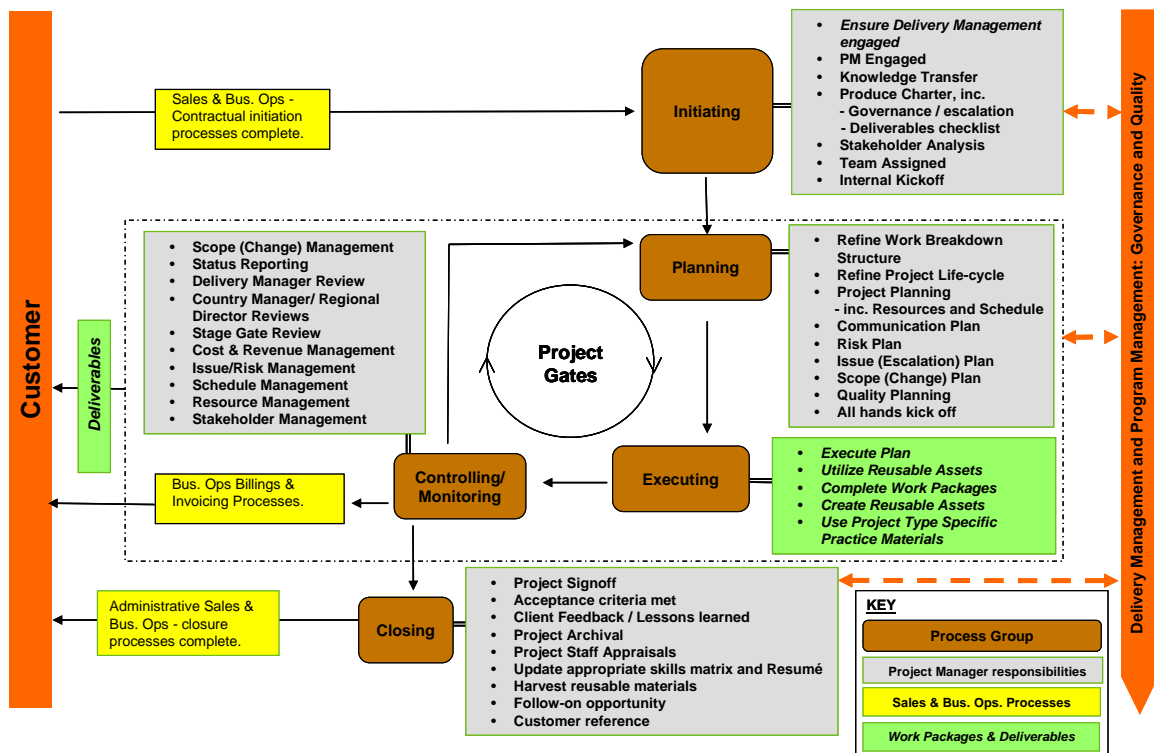 Customer
Sales & Bus. Ops -
Contractual initiation
processes complete.
Initiating
• Ensure Delivery Management
engaged
• PM Engaged
• Knowledge Transfer
• Produce Charter, inc.
- Governance / escalation
- Deliverables checklist
• Stakeholder Analysis
• Team Assigned
• Internal Kickoff
Delivery Management and Program Management: Governance and Quality
• Scope (Change) Management
• Status Reporting
• Delivery Manager Review
• Country Manager/ Regional
Director Reviews
• Stage Gate Review
• Cost & Revenue Management
• Issue/Risk Management
• Schedule Management
• Resource Management
• Stakeholder Management
Planning
• Refine Work Breakdown
Structure
• Refine Project Life-cycle
• Project Planning
- inc. Resources and Schedule
• Communication Plan
• Risk Plan
• Issue (Escalation) Plan
• Scope (Change) Plan
• Quality Planning
• All hands kick off
Deliverables
Project
Gates
Controlling/
Monitoring
Executing
• Execute Plan
• Utilize Reusable Assets
• Complete Work Packages
• Create Reusable Assets
• Use Project Type Specific
Practice Materials
Bus. Ops Billings &
Invoicing Processes.
Administrative Sales &
Bus. Ops - closure
processes complete.
Closing
• Project Signoff
• Acceptance criteria met
• Client Feedback / Lessons learned
• Project Archival
• Project Staff Appraisals
• Update appropriate skills matrix and Resumé
• Harvest reusable materials
• Follow-on opportunity
• Customer reference
KEY
Process Group
Project Manager responsibilities
Sales & Bus. Ops. Processes
Work Packages & Deliverables